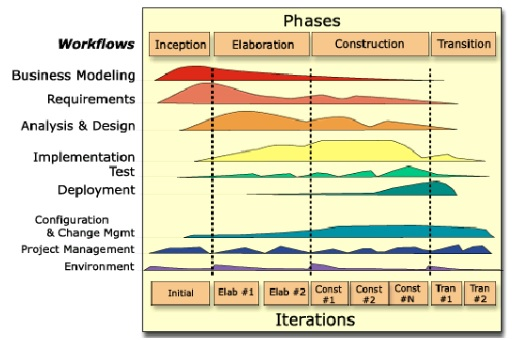 Phases
Workflows
Inception Elaboration Construction Transition
Business Modeling
Requirements
Analysis & Design
Implementation
Test
Deployment
Configuration
& Change Mgmt
Project Management
Environment
Initial Elab #1 Elab #2 Const #1 Const #2 Const #N Tran #1 Tran #2
Iterations